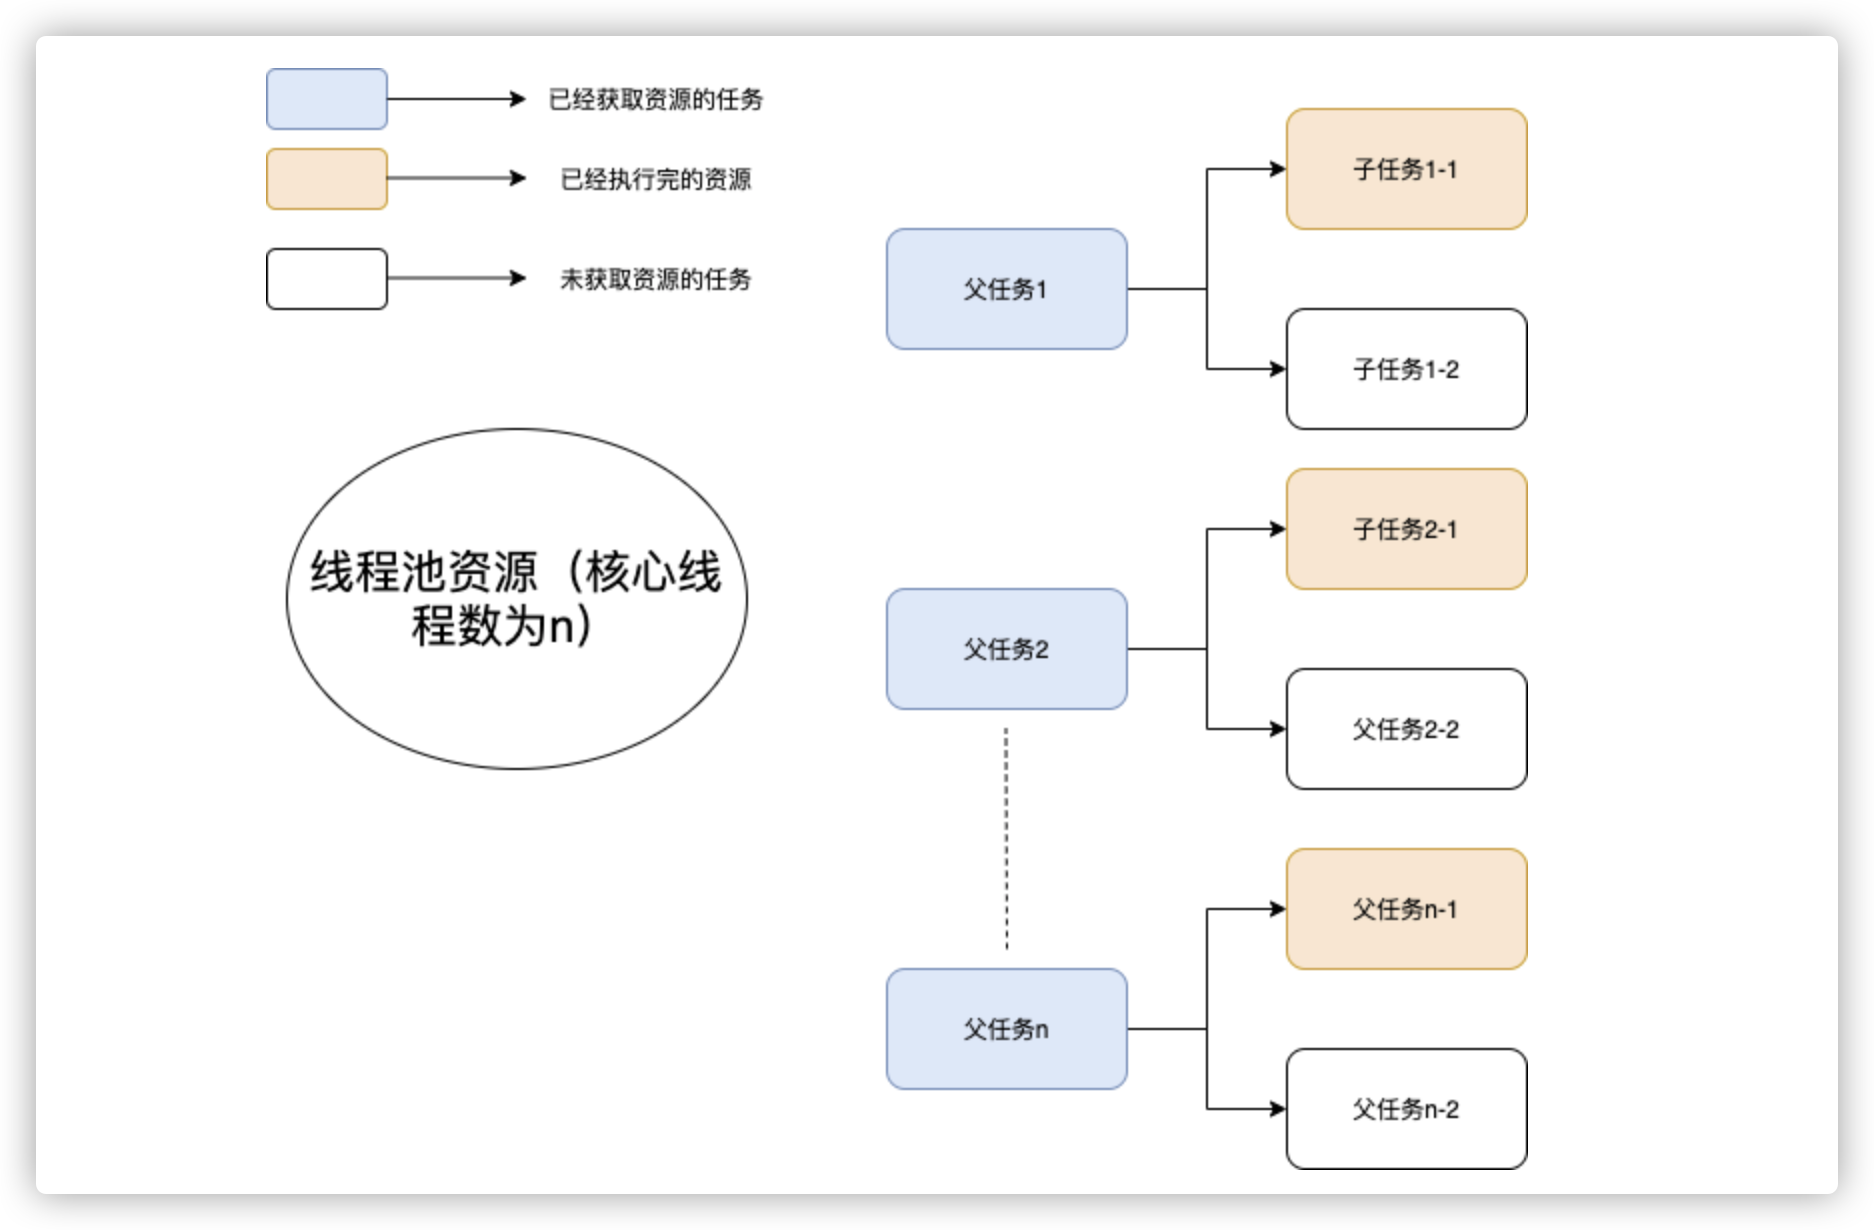 已经获取资源的任务
已经执行完的资源
未获取资源的任务
线程池资源（核心线
程数为n）
父任务1
子任务1-1
子任务1-2
父任务2
子任务2-1
父任务2-2
父任务n
父任务n-1
父任务n-2